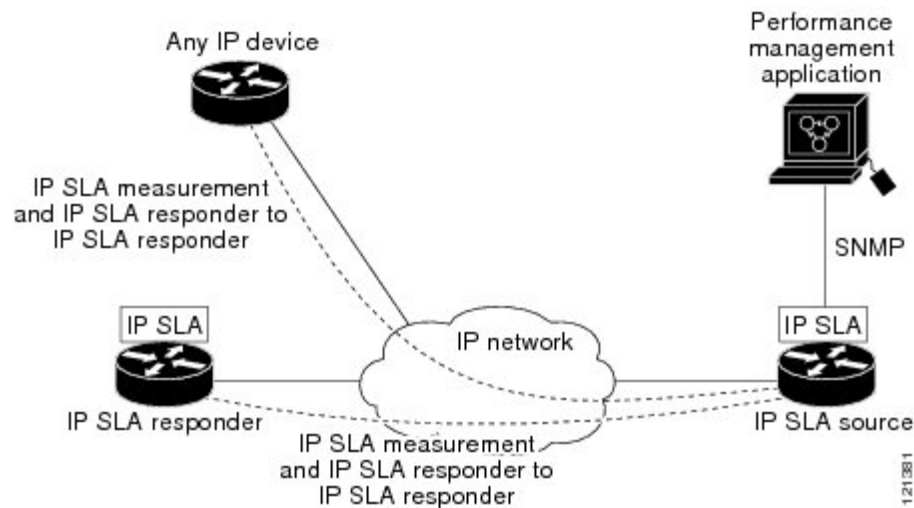 Any IP device
Performance
management
application
IP SLA measurement
and IP SLA responder to
IP SLA responder
SNMP
IP SLA
IP network
IP SLA
IP SLA responder
IP SLA source
IP SLA measurement
and IP SLA responder to
IP SLA responder
121381